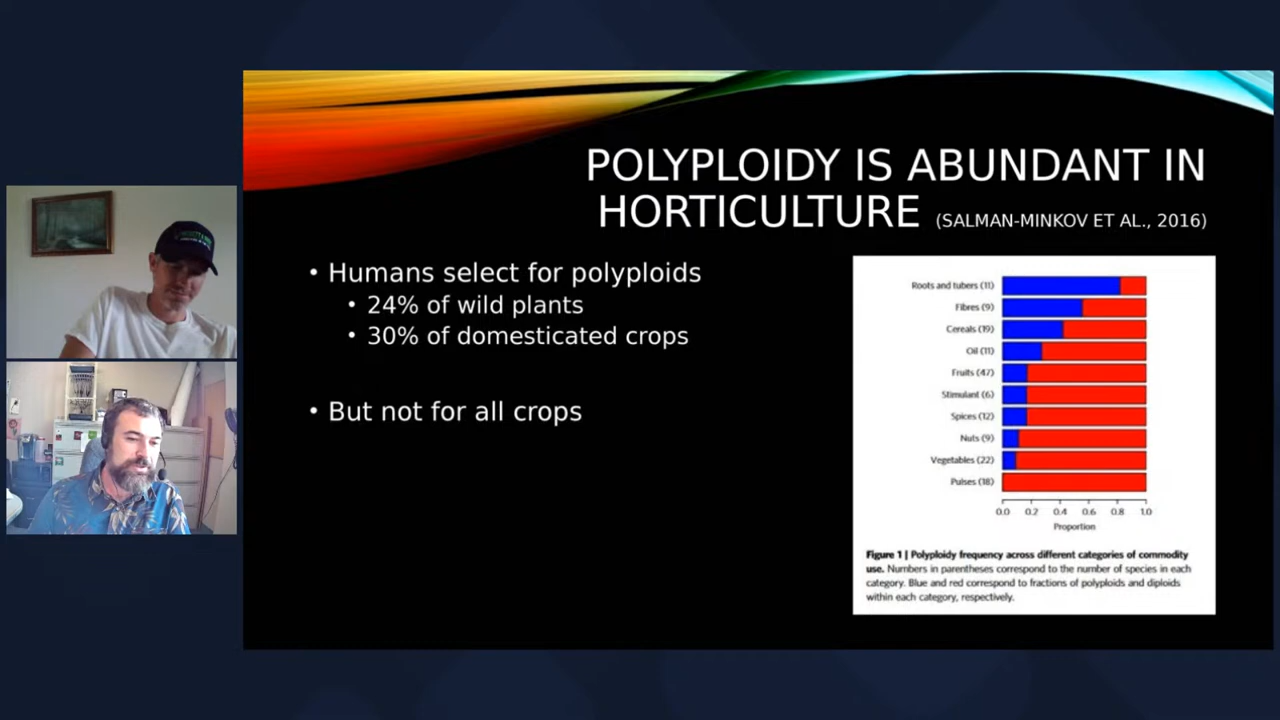 POLYPLOIDY IS ABUNDANT IN
HORTICULTURE (SALMAN-MINKOV ET AL., 2016)
• Humans select for polyploids
• 24% of wild plants
• 30% of domesticated crops
• But not for all crops
Roots and tubers (11)
Fibres (9)
Cereals (19)
Oil (11)
Fruits (47)
Stimulant (6)
Spices (12)
Nuts (9)
Vegetables (22)
Pulses (18)
0.0 0.2 0.4 0.6 0.8 1.0
Proportion
Figure 1 | Polyploidy frequency across different categories of commodity
use. Numbers in parentheses correspond to the number of species in each
category. Blue and red correspond to fractions of polyploids and diploids
within each category, respectively.